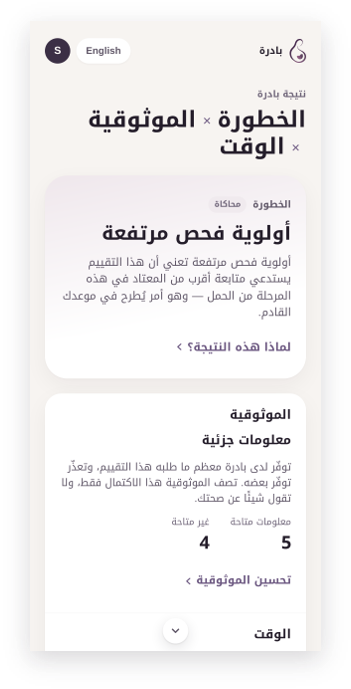 بادرة
English
S
نتيجة بادرة
الخطورة × الموثوقية
× الوقت
الخطورة محاكاة
أولوية فحص مرتفعة
أولوية فحص مرتفعة تعني أن هذا التقييم
يستدعي متابعة أقرب من المعتاد في هذه
المرحلة من الحمل — وهو أمر يُطرح في موعدك
القادم.
لماذا هذه النتيجة؟ ›
الموثوقية
معلومات جزئية
توفّر لدى بادرة معظم ما طلبه هذا التقييم، وتعذّر
توفّر بعضه. تصف الموثوقية هذا الاكتمال فقط، ولا
تقول شيئًا عن صحتك.
معلومات متاحة
غير متاحة
5
4
تحسين الموثوقية ›
الوقت